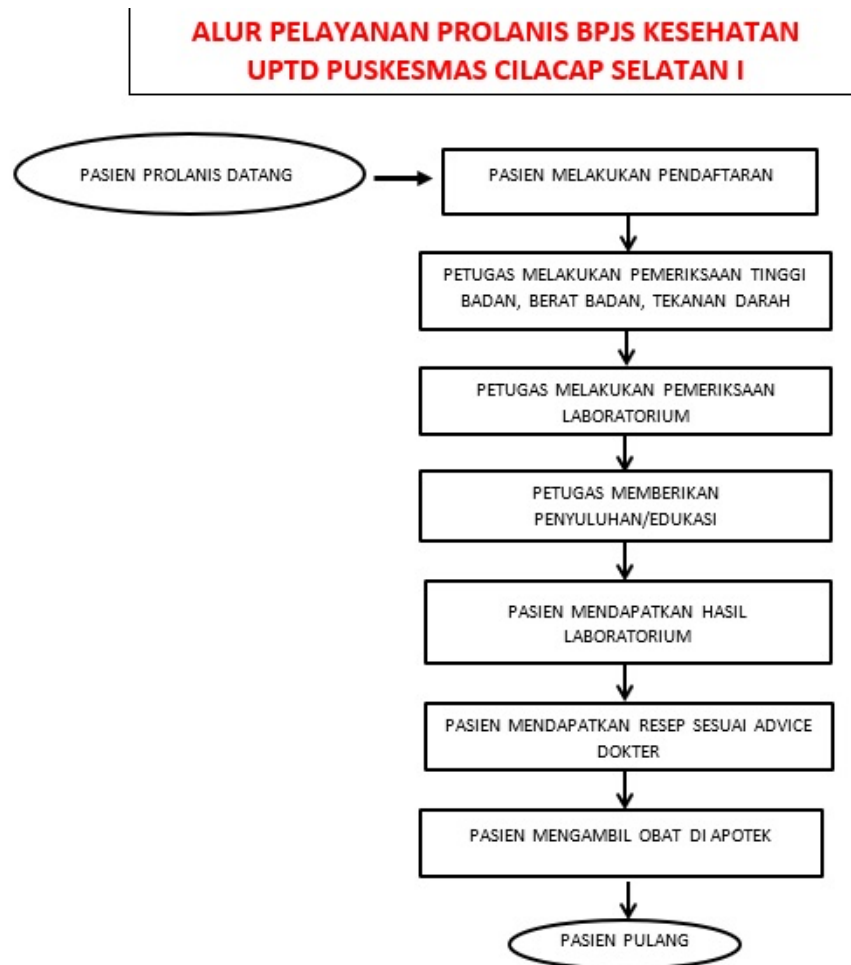 ALUR PELAYANAN PROLANIS BPJS KESEHATAN
UPTD PUSKESMAS CILACAP SELATAN I
PASIEN PROLANIS DATANG
PASIEN MELAKUKAN PENDAFTARAN
PETUGAS MELAKUKAN PEMERIKSAAN TINGGI
BADAN, BERAT BADAN, TEKANAN DARAH
PETUGAS MELAKUKAN PEMERIKSAAN
LABORATORIUM
PETUGAS MEMBERIKAN
PENYULUHAN/EDUKASI
PASIEN MENDAPATKAN HASIL
LABORATORIUM
PASIEN MENDAPATKAN RESEP SESUAI ADVICE
DOKTER
PASIEN MENGAMBIL OBAT DI APOTEK
PASIEN PULANG